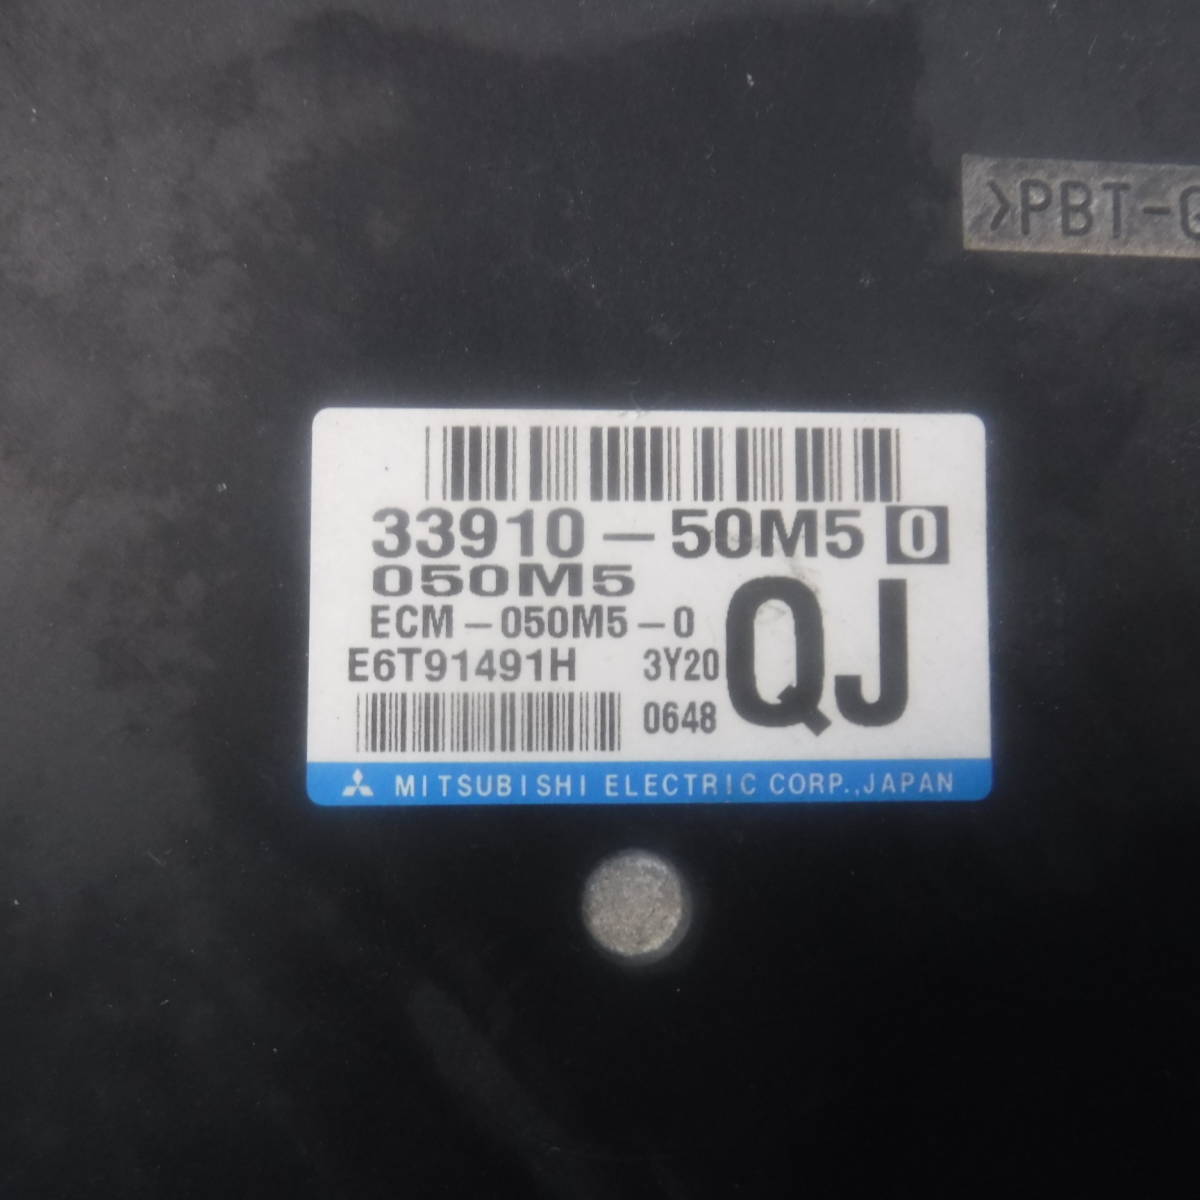 >PBT-G
33910-50M5 0
050M5
ECM-050M5-0
E6T91491H 3Y20
0648
QJ
MITSUBISHI ELECTRIC CORP.,JAPAN